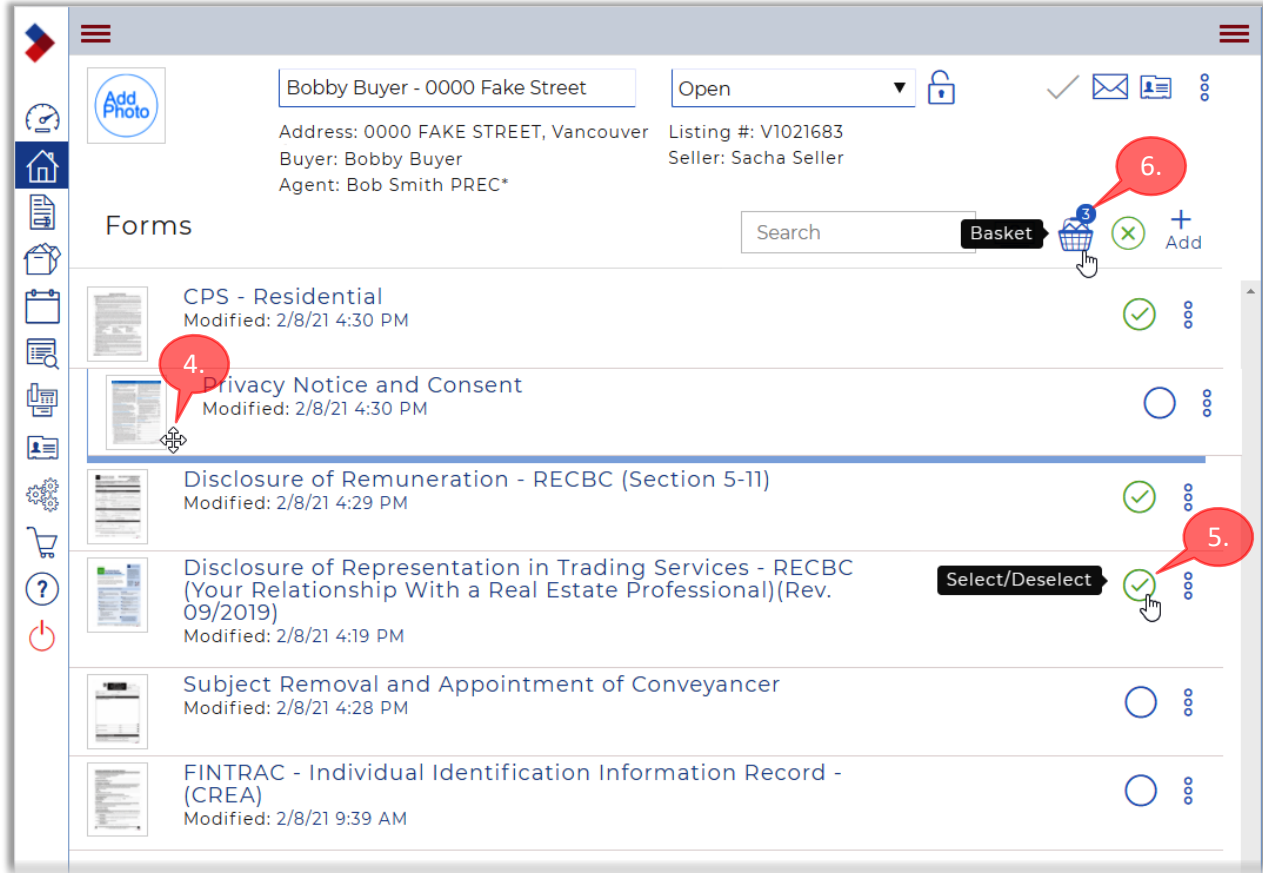 Add
Photo
Bobby Buyer - 0000 Fake Street
Open
Address: 0000 FAKE STREET, Vancouver
Listing #: V1021683
Buyer: Bobby Buyer
Seller: Sacha Seller
Agent: Bob Smith PREC*
6.
Forms
Search
Basket
3
Add
CPS - Residential
Modified: 2/8/21 4:30 PM
4.
Privacy Notice and Consent
Modified: 2/8/21 4:30 PM
Disclosure of Remuneration - RECBC (Section 5-11)
Modified: 2/8/21 4:29 PM
5.
Disclosure of Representation in Trading Services - RECBC
(Your Relationship With a Real Estate Professional)(Rev.
09/2019)
Modified: 2/8/21 4:19 PM
Select/Deselect
Subject Removal and Appointment of Conveyancer
Modified: 2/8/21 4:28 PM
FINTRAC - Individual Identification Information Record -
(CREA)
Modified: 2/8/21 9:39 AM